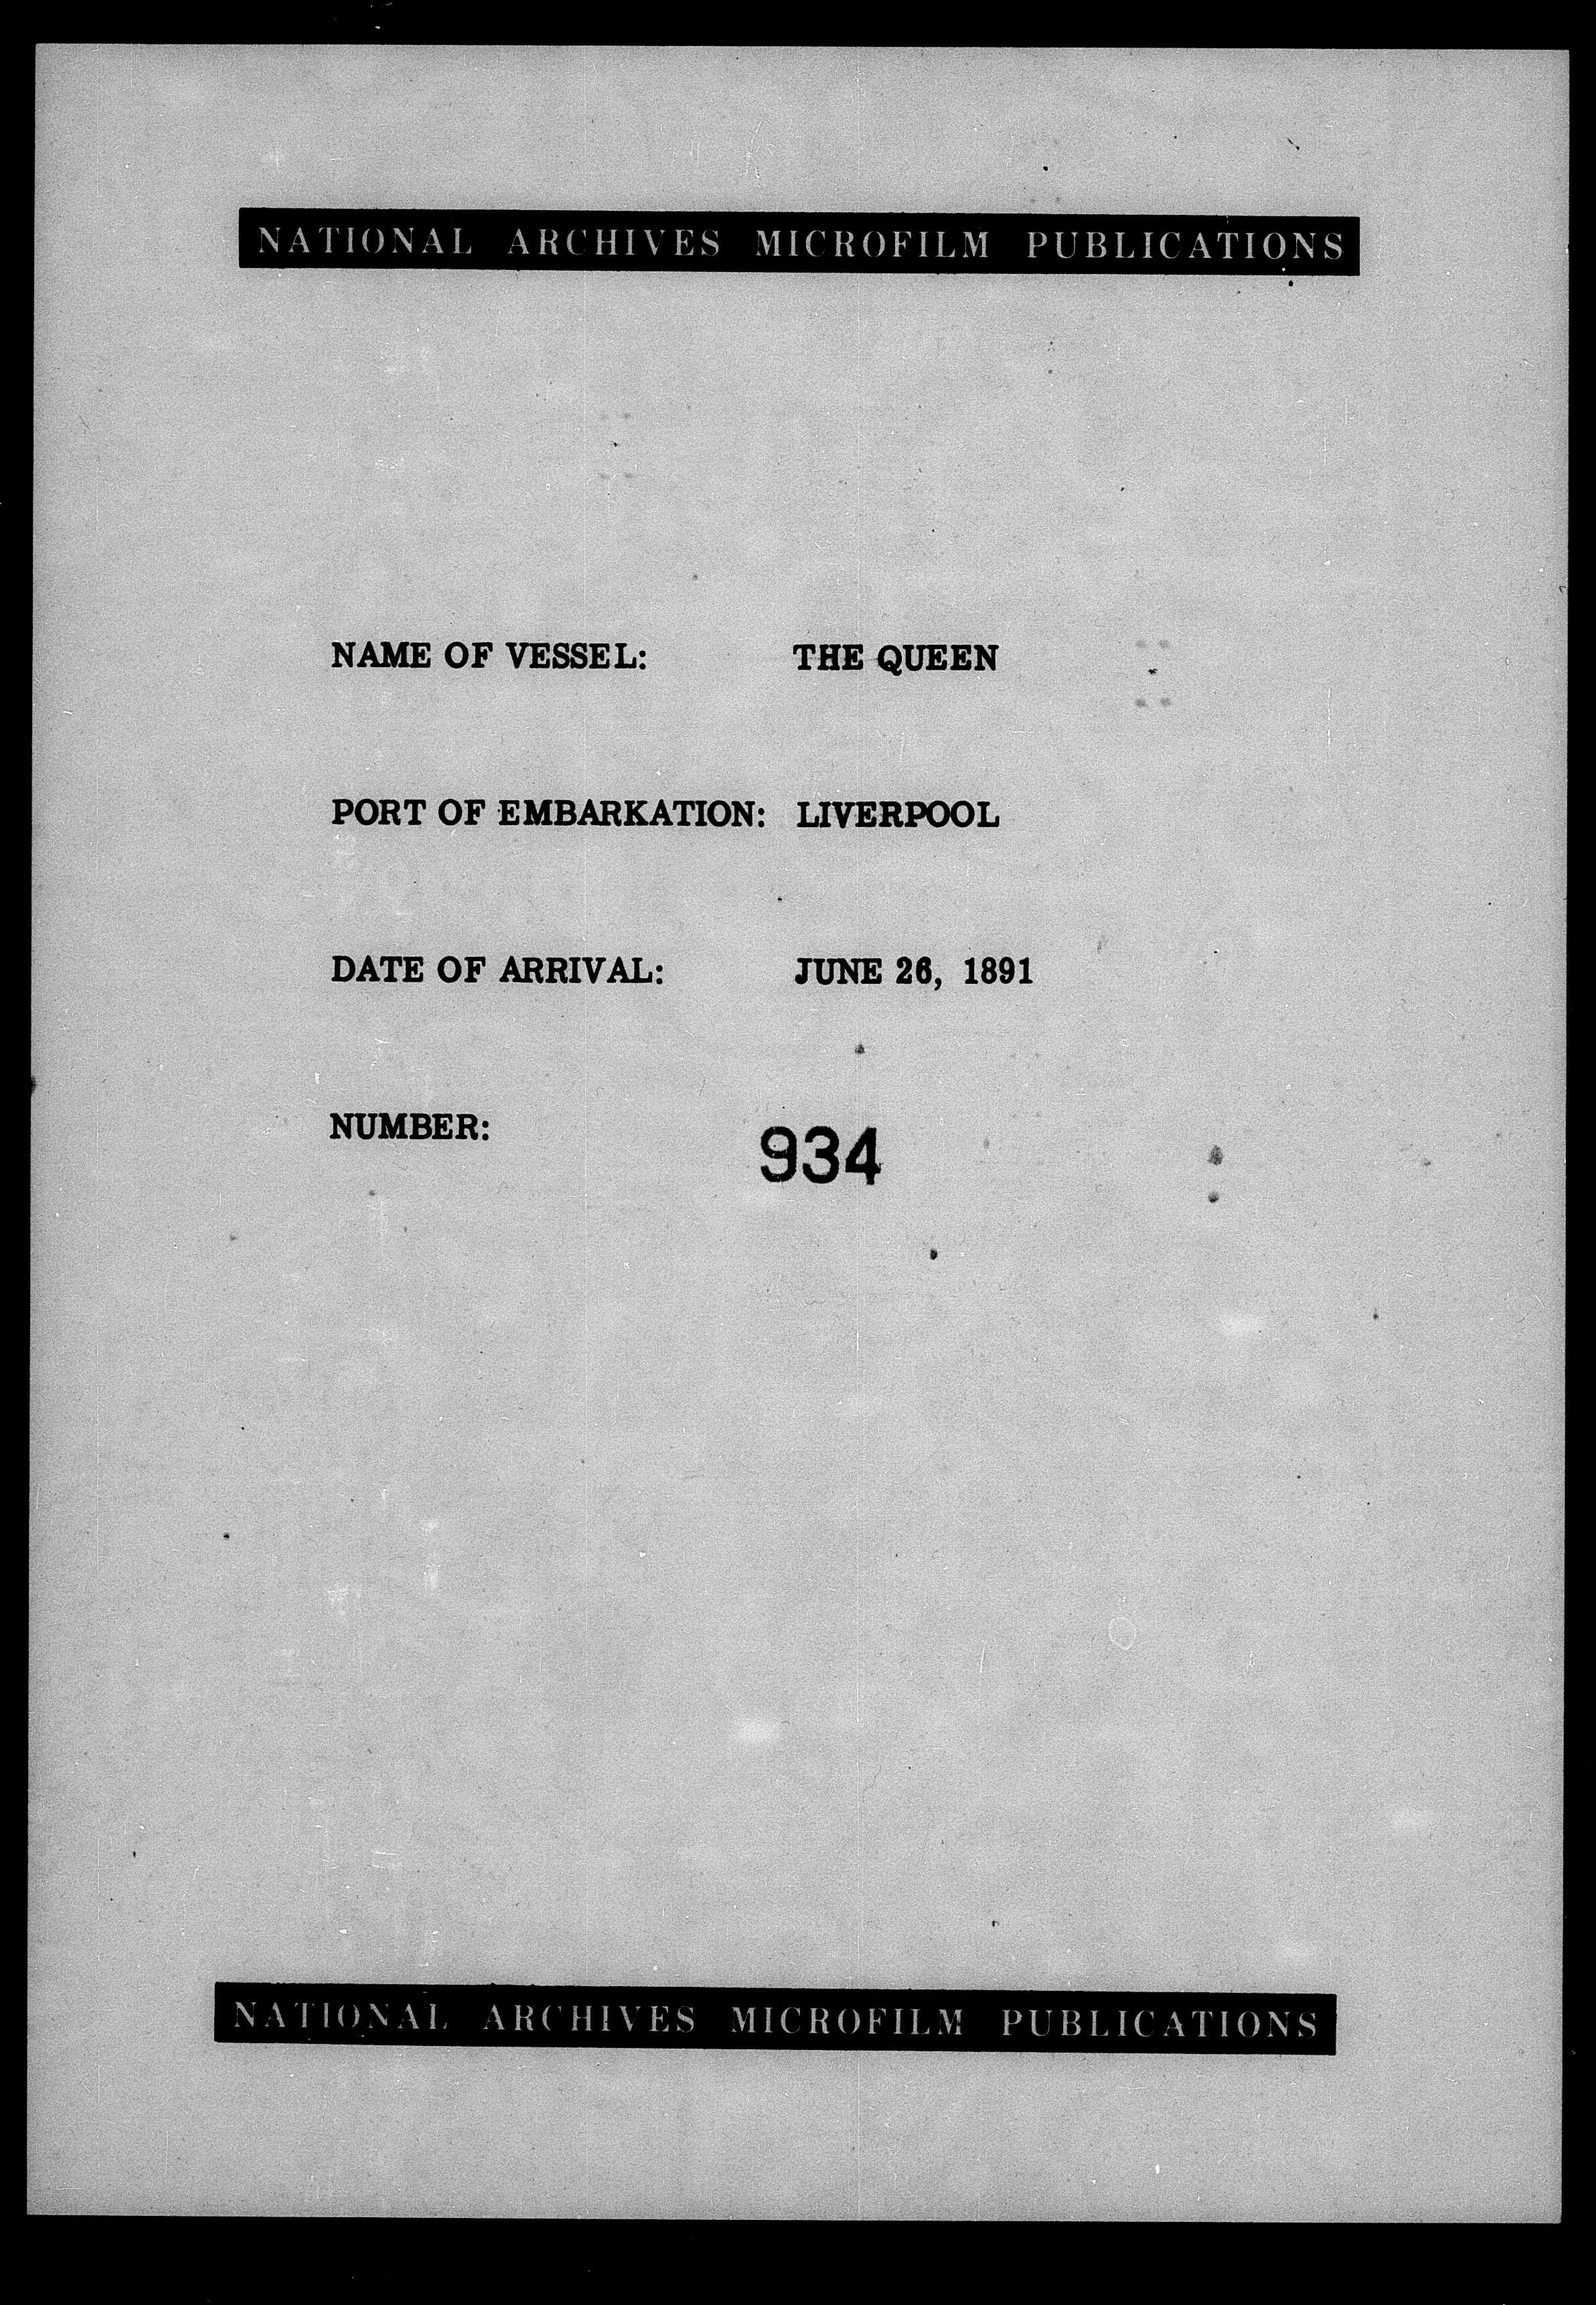 NATIONAL ARCHIVES MICROFILM PUBLICATIONS
NAME OF VESSEL: THE QUEEN
PORT OF EMBARKATION: LIVERPOOL
DATE OF ARRIVAL: JUNE 26, 1891
NUMBER: 934
NATIONAL ARCHIVES MICROFILM PUBLICATIONS